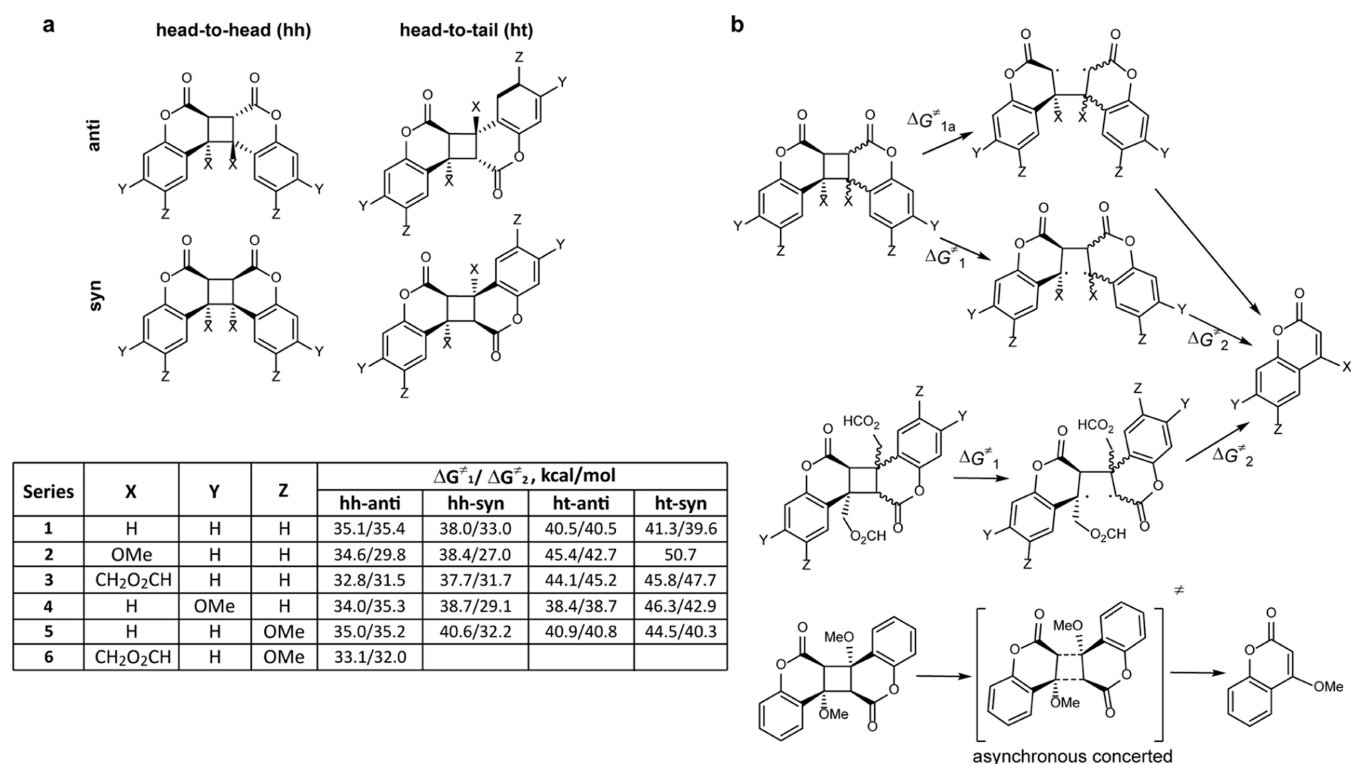 a
head-to-head (hh) head-to-tail (ht)
anti
O O O O X X Y Y Z Z
Z Y X O O O O X Y Z
syn
O O O O X X Y Y Z Z
Z Y X O O O O X Y Z
Series X Y Z ΔG≠1/ ΔG≠2, kcal/mol
hh-anti hh-syn ht-anti ht-syn
1 H H H 35.1/35.4 38.0/33.0 40.5/40.5 41.3/39.6
2 OMe H H 34.6/29.8 38.4/27.0 45.4/42.7 50.7
3 CH2O2CH H H 32.8/31.5 37.7/31.7 44.1/45.2 45.8/47.7
4 H OMe H 34.0/35.3 38.7/29.1 38.4/38.7 46.3/42.9
5 H H OMe 35.0/35.2 40.6/32.2 40.9/40.8 44.5/40.3
6 CH2O2CH H OMe 33.1/32.0
b
O O O O X X Y Y Z Z
ΔG≠1a
O O O O X X Y Y Z Z
ΔG≠1
O O O O X X Y Y Z Z
ΔG≠2
O O X Y Z
Z Y HCO2 O O O O O2CH Y Z
ΔG≠1
Z Y HCO2 O O O O O2CH Y Z
ΔG≠2
O O MeO OMe O O
O O MeO OMe O O
≠
O O OMe
asynchronous concerted